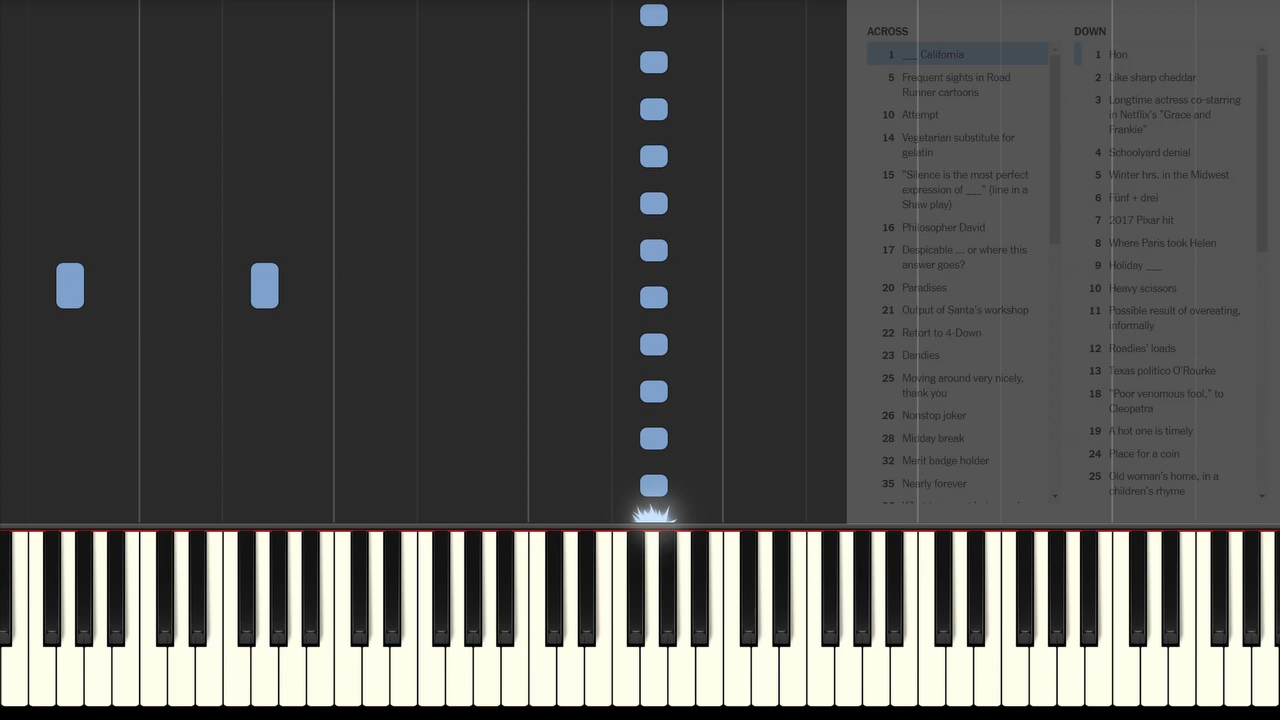 ACROSS
1 ___ California
5 Frequent sights in Road
Runner cartoons
10 Attempt
14 Vegetarian substitute for
gelatin
15 "Silence is the most perfect
expression of ___" (line in a
Shaw play)
16 Philosopher David
17 Despicable ... or where this
answer goes?
20 Paradises
21 Output of Santa's workshop
22 Retort to 4-Down
23 Dandies
25 Moving around very nicely,
thank you
26 Nonstop joker
28 Midday break
32 Merit badge holder
35 Nearly forever
DOWN
1 Hon
2 Like sharp cheddar
3 Longtime actress co-starring
in Netflix's "Grace and
Frankie"
4 Schoolyard denial
5 Winter hrs. in the Midwest
6 Fünf + drei
7 2017 Pixar hit
8 Where Paris took Helen
9 Holiday ___
10 Heavy scissors
11 Possible result of overeating,
informally
12 Roadies' loads
13 Texas politico O'Rourke
18 "Poor venomous fool," to
Cleopatra
19 A hot one is timely
24 Place for a coin
25 Old woman's home, in a
children's rhyme